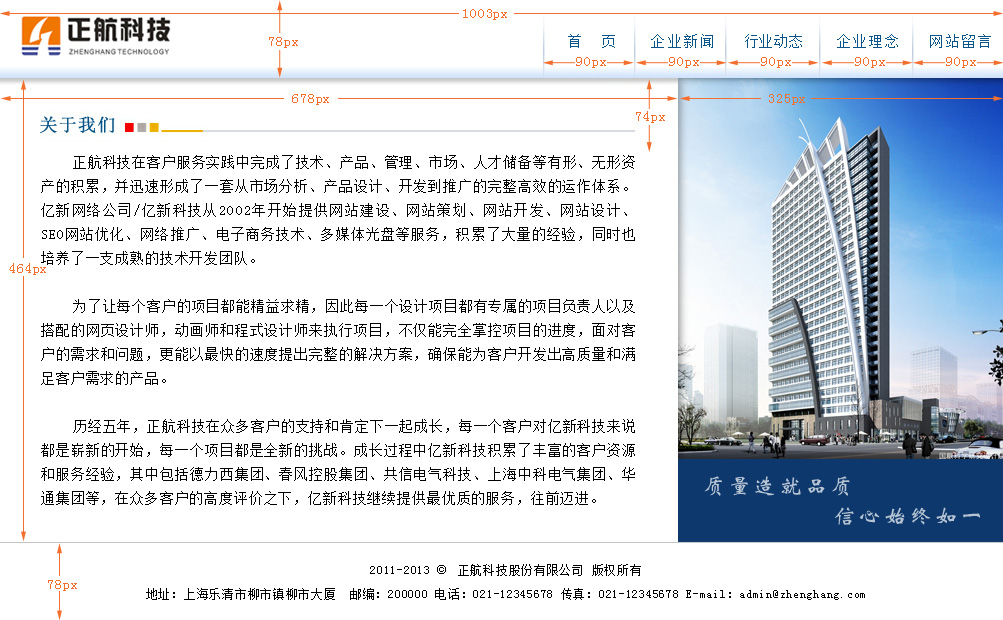 1003px
正航科技
ZHENGHANG TECHNOLOGY
78px
首 页 企业新闻 行业动态 企业理念 网站留言
90px 90px 90px 90px 90px
678px
325px
74px
关于我们
正航科技在客户服务实践中完成了技术、产品、管理、市场、人才储备等有形、无形资
产的积累，并迅速形成了一套从市场分析、产品设计、开发到推广的完整高效的运作体系。
亿新网络公司/亿新科技从2002年开始提供网站建设、网站策划、网站开发、网站设计、
SEO网站优化、网络推广、电子商务技术、多媒体光盘等服务，积累了大量的经验，同时也
培养了一支成熟的技术开发团队。
464px
为了让每个客户的项目都能精益求精，因此每一个设计项目都有专属的项目负责人以及
搭配的网页设计师，动画师和程式设计师来执行项目，不仅能完全掌控项目的进度，面对客
户的需求和问题，更能以最快的速度提出完整的解决方案，确保能为客户开发出高质量和满
足客户需求的产品。
历经五年，正航科技在众多客户的支持和肯定下一起成长，每一个客户对亿新科技来说
都是崭新的开始，每一个项目都是全新的挑战。成长过程中亿新科技积累了丰富的客户资源
和服务经验，其中包括德力西集团、春风控股集团、共信电气科技、上海中科电气集团、华
通集团等，在众多客户的高度评价之下，亿新科技继续提供最优质的服务，往前迈进。
质量造就品质
信心始终如一
78px
2011-2013 © 正航科技股份有限公司 版权所有
地址：上海乐清市柳市镇柳市大厦 邮编：200000 电话：021-12345678 传真：021-12345678 E-mail：admin@zhenghang.com